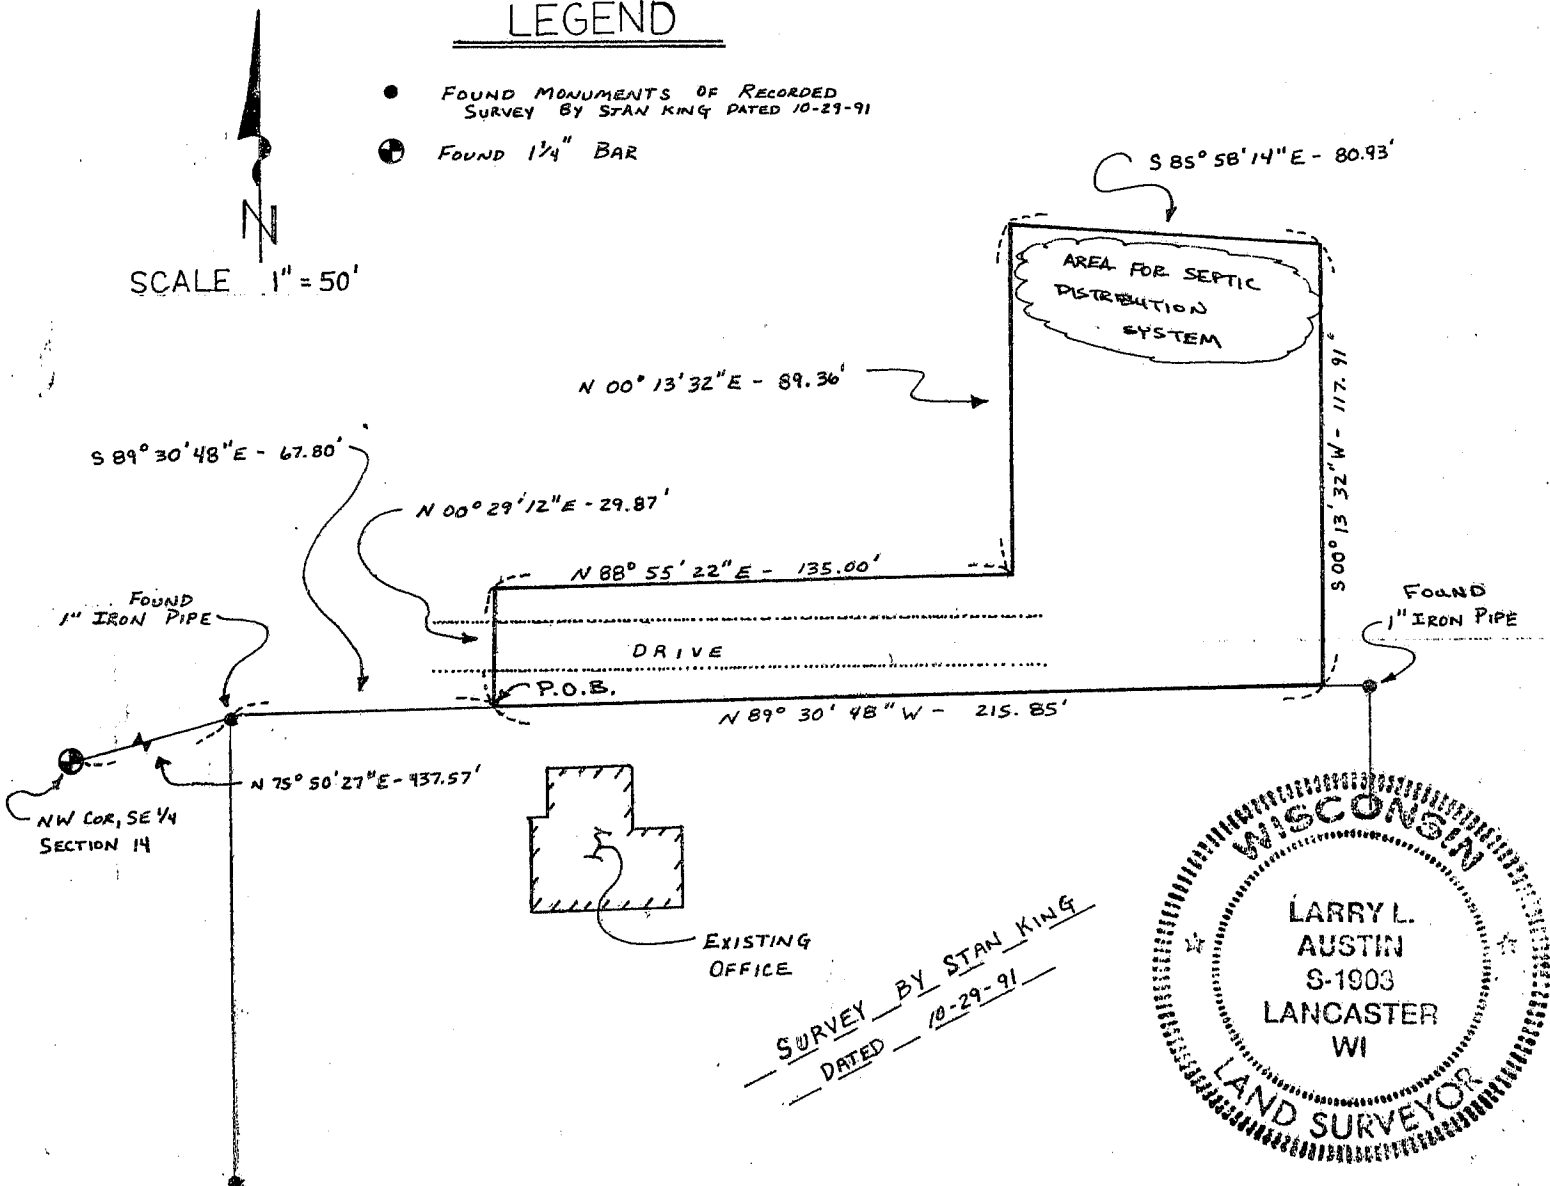 LEGEND
FOUND MONUMENTS OF RECORDED
SURVEY BY STAN KING DATED 10-29-91
FOUND 1¼" BAR
N
SCALE 1" = 50'
S 85° 58' 14" E - 80.93'
AREA FOR SEPTIC
DISTRIBUTION
SYSTEM
N 00° 13' 32" E - 89.36'
S 00° 13' 32" W - 117.91'
S 89° 30' 48" E - 67.80'
N 00° 29' 12" E - 29.87'
N 88° 55' 22" E - 135.00'
FOUND
1" IRON PIPE
FOUND
1" IRON PIPE
DRIVE
P.O.B.
N 89° 30' 48" W - 215.85'
N 75° 50' 27" E - 437.57'
NW COR, SE ¼
SECTION 14
EXISTING
OFFICE
SURVEY BY STAN KING
DATED 10-29-91
WISCONSIN
LARRY L.
AUSTIN
S-1903
LANCASTER
WI
LAND SURVEYOR